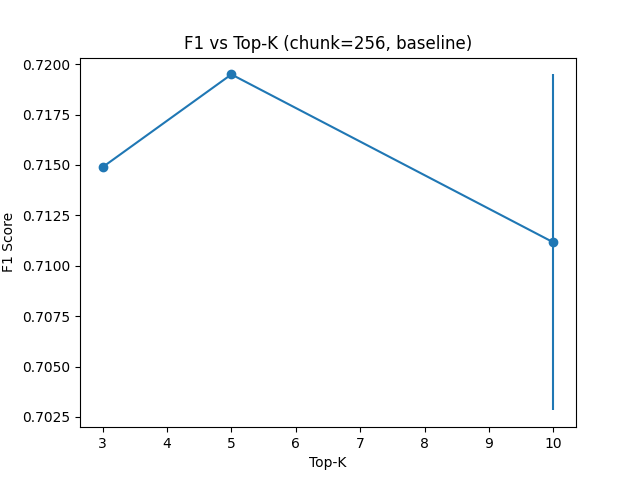 F1 vs Top-K (chunk=256, baseline)
0.7200
0.7175
0.7150
0.7125
0.7100
0.7075
0.7050
0.7025
F1 Score
3 4 5 6 7 8 9 10
Top-K